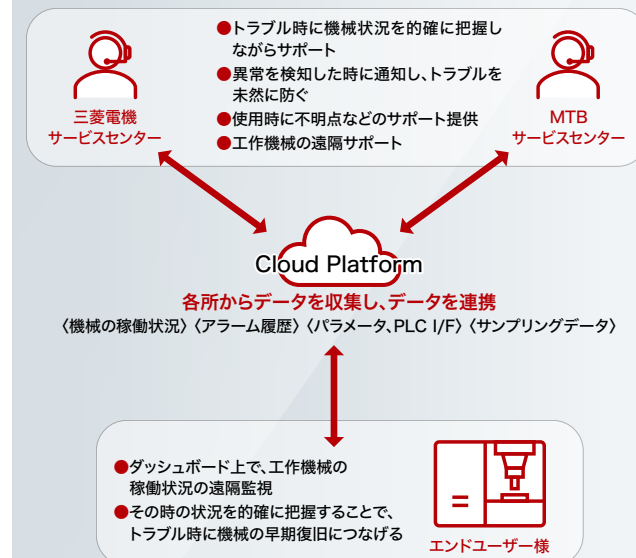 ●トラブル時に機械状況を的確に把握し
ながらサポート
●異常を検知した時に通知し、トラブルを
未然に防ぐ
●使用時に不明点などのサポート提供
●工作機械の遠隔サポート
三菱電機
サービスセンター
MTB
サービスセンター
Cloud Platform
各所からデータを収集し、データを連携
〈機械の稼働状況〉〈アラーム履歴〉〈パラメータ、PLC I/F〉〈サンプリングデータ〉
●ダッシュボード上で、工作機械の
稼働状況の遠隔監視
●その時の状況を的確に把握することで、
トラブル時に機械の早期復旧につなげる
エンドユーザー様